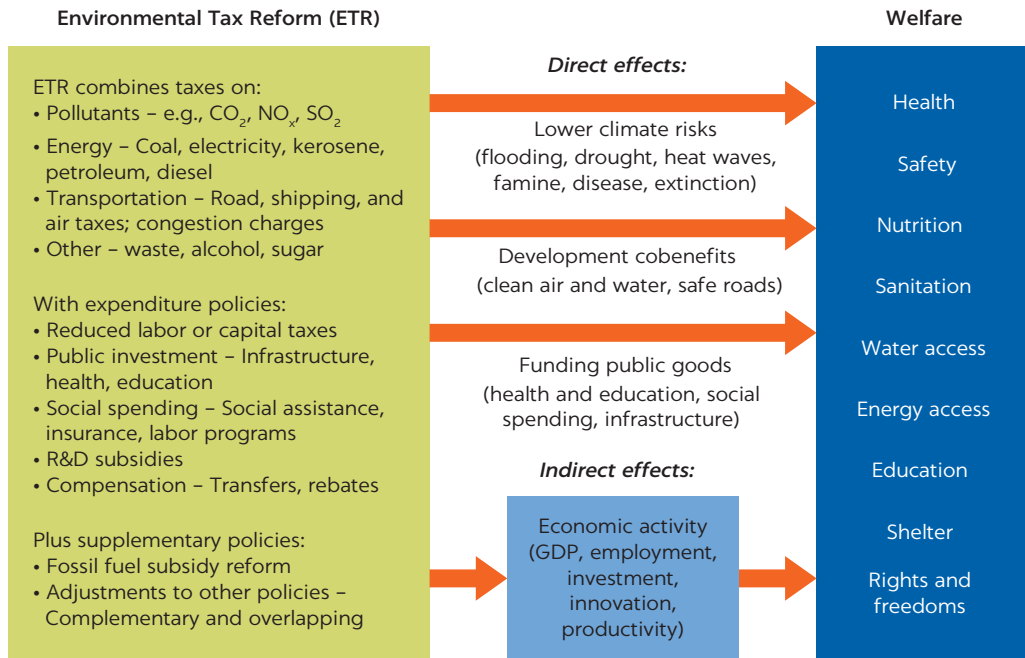 Environmental Tax Reform (ETR)
ETR combines taxes on:
• Pollutants – e.g., CO₂, NOₓ, SO₂
• Energy – Coal, electricity, kerosene,
petroleum, diesel
• Transportation – Road, shipping, and
air taxes; congestion charges
• Other – waste, alcohol, sugar
With expenditure policies:
• Reduced labor or capital taxes
• Public investment – Infrastructure,
health, education
• Social spending – Social assistance,
insurance, labor programs
• R&D subsidies
• Compensation – Transfers, rebates
Plus supplementary policies:
• Fossil fuel subsidy reform
• Adjustments to other policies –
Complementary and overlapping
Direct effects:
Lower climate risks
(flooding, drought, heat waves,
famine, disease, extinction)
Development cobenefits
(clean air and water, safe roads)
Funding public goods
(health and education, social
spending, infrastructure)
Indirect effects:
Economic activity
(GDP, employment,
investment,
innovation,
productivity)
Welfare
Health
Safety
Nutrition
Sanitation
Water access
Energy access
Education
Shelter
Rights and
freedoms